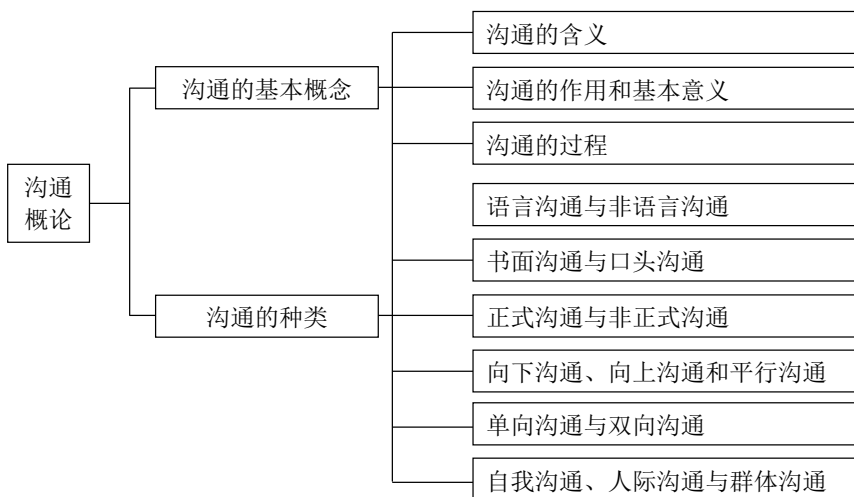 沟通
概论
沟通的基本概念
沟通的含义
沟通的作用和基本意义
沟通的过程
沟通的种类
语言沟通与非语言沟通
书面沟通与口头沟通
正式沟通与非正式沟通
向下沟通、向上沟通和平行沟通
单向沟通与双向沟通
自我沟通、人际沟通与群体沟通